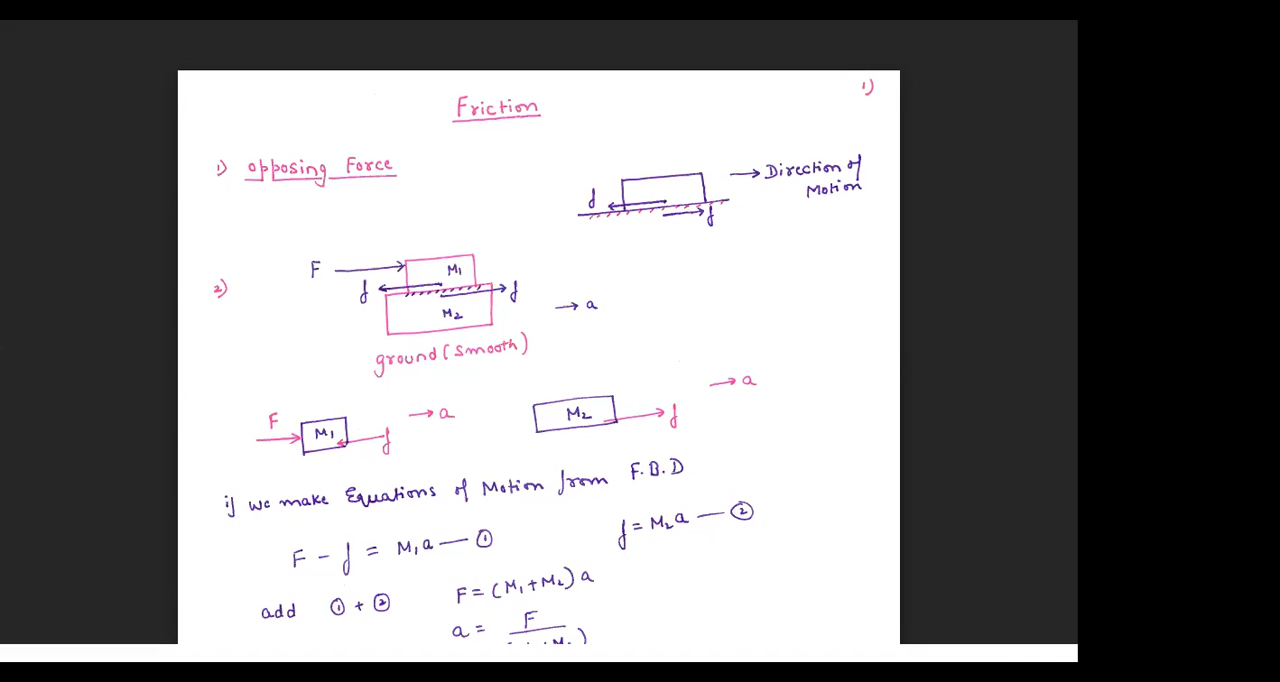 1)
Friction
1) opposing Force
→ Direction of Motion
f
f
2)
F
M1
f
f
M2
→ a
ground (smooth)
F
M1
f
→ a
M2
f
→ a
if we make Equations of Motion from F.B.D
F - f = M1a — ①
f = M2a — ②
add ① + ②
F = (M1 + M2) a
a = F